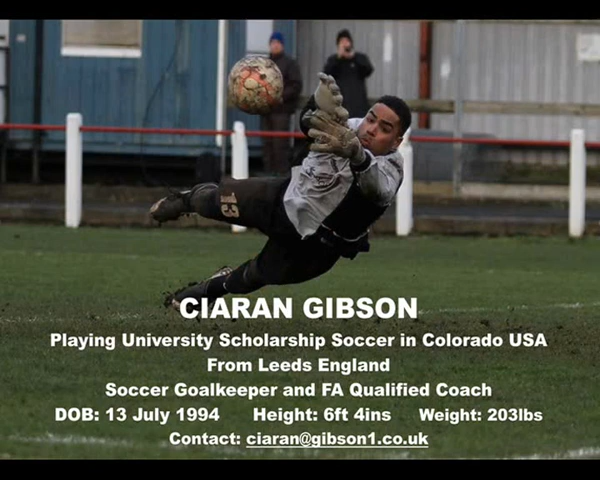 13
CIARAN GIBSON
Playing University Scholarship Soccer in Colorado USA
From Leeds England
Soccer Goalkeeper and FA Qualified Coach
DOB: 13 July 1994 Height: 6ft 4ins Weight: 203lbs
Contact: ciaran@gibson1.co.uk